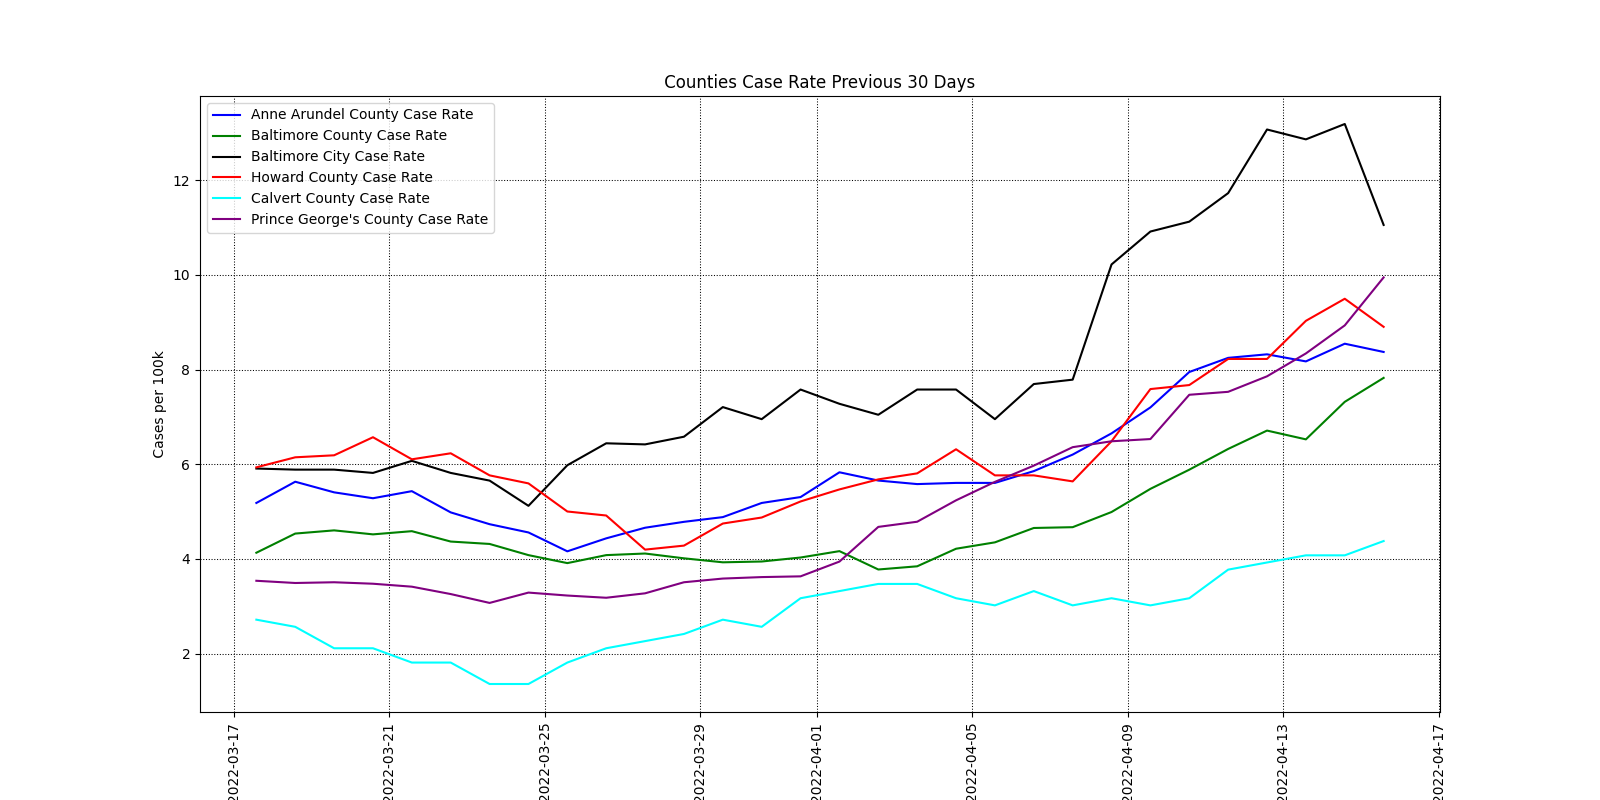 Counties Case Rate Previous 30 Days
Anne Arundel County Case Rate
Baltimore County Case Rate
Baltimore City Case Rate
Howard County Case Rate
Calvert County Case Rate
Prince George's County Case Rate
Cases per 100k
12
10
8
6
4
2
2022-03-17
2022-03-21
2022-03-25
2022-03-29
2022-04-01
2022-04-05
2022-04-09
2022-04-13
2022-04-17